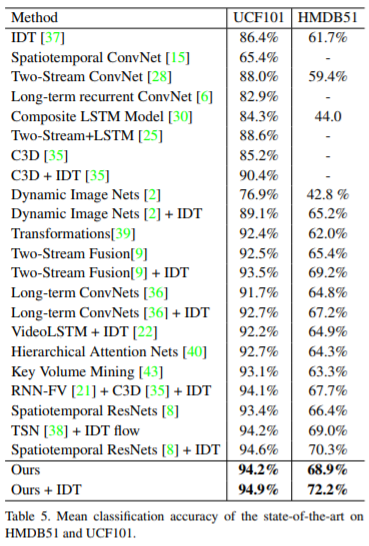 Method UCF101 HMDB51
IDT [37] 86.4% 61.7%
Spatiotemporal ConvNet [15] 65.4% -
Two-Stream ConvNet [28] 88.0% 59.4%
Long-term recurrent ConvNet [6] 82.9% -
Composite LSTM Model [30] 84.3% 44.0
Two-Stream+LSTM [25] 88.6% -
C3D [35] 85.2% -
C3D + IDT [35] 90.4% -
Dynamic Image Nets [2] 76.9% 42.8 %
Dynamic Image Nets [2] + IDT 89.1% 65.2%
Transformations[39] 92.4% 62.0%
Two-Stream Fusion[9] 92.5% 65.4%
Two-Stream Fusion[9] + IDT 93.5% 69.2%
Long-term ConvNets [36] 91.7% 64.8%
Long-term ConvNets [36] + IDT 92.7% 67.2%
VideoLSTM + IDT [22] 92.2% 64.9%
Hierarchical Attention Nets [40] 92.7% 64.3%
Key Volume Mining [43] 93.1% 63.3%
RNN-FV [21] + C3D [35] + IDT 94.1% 67.7%
Spatiotemporal ResNets [8] 93.4% 66.4%
TSN [38] + IDT flow 94.2% 69.0%
Spatiotemporal ResNets [8] + IDT 94.6% 70.3%
Ours 94.2% 68.9%
Ours + IDT 94.9% 72.2%
Table 5. Mean classification accuracy of the state-of-the-art on
HMDB51 and UCF101.